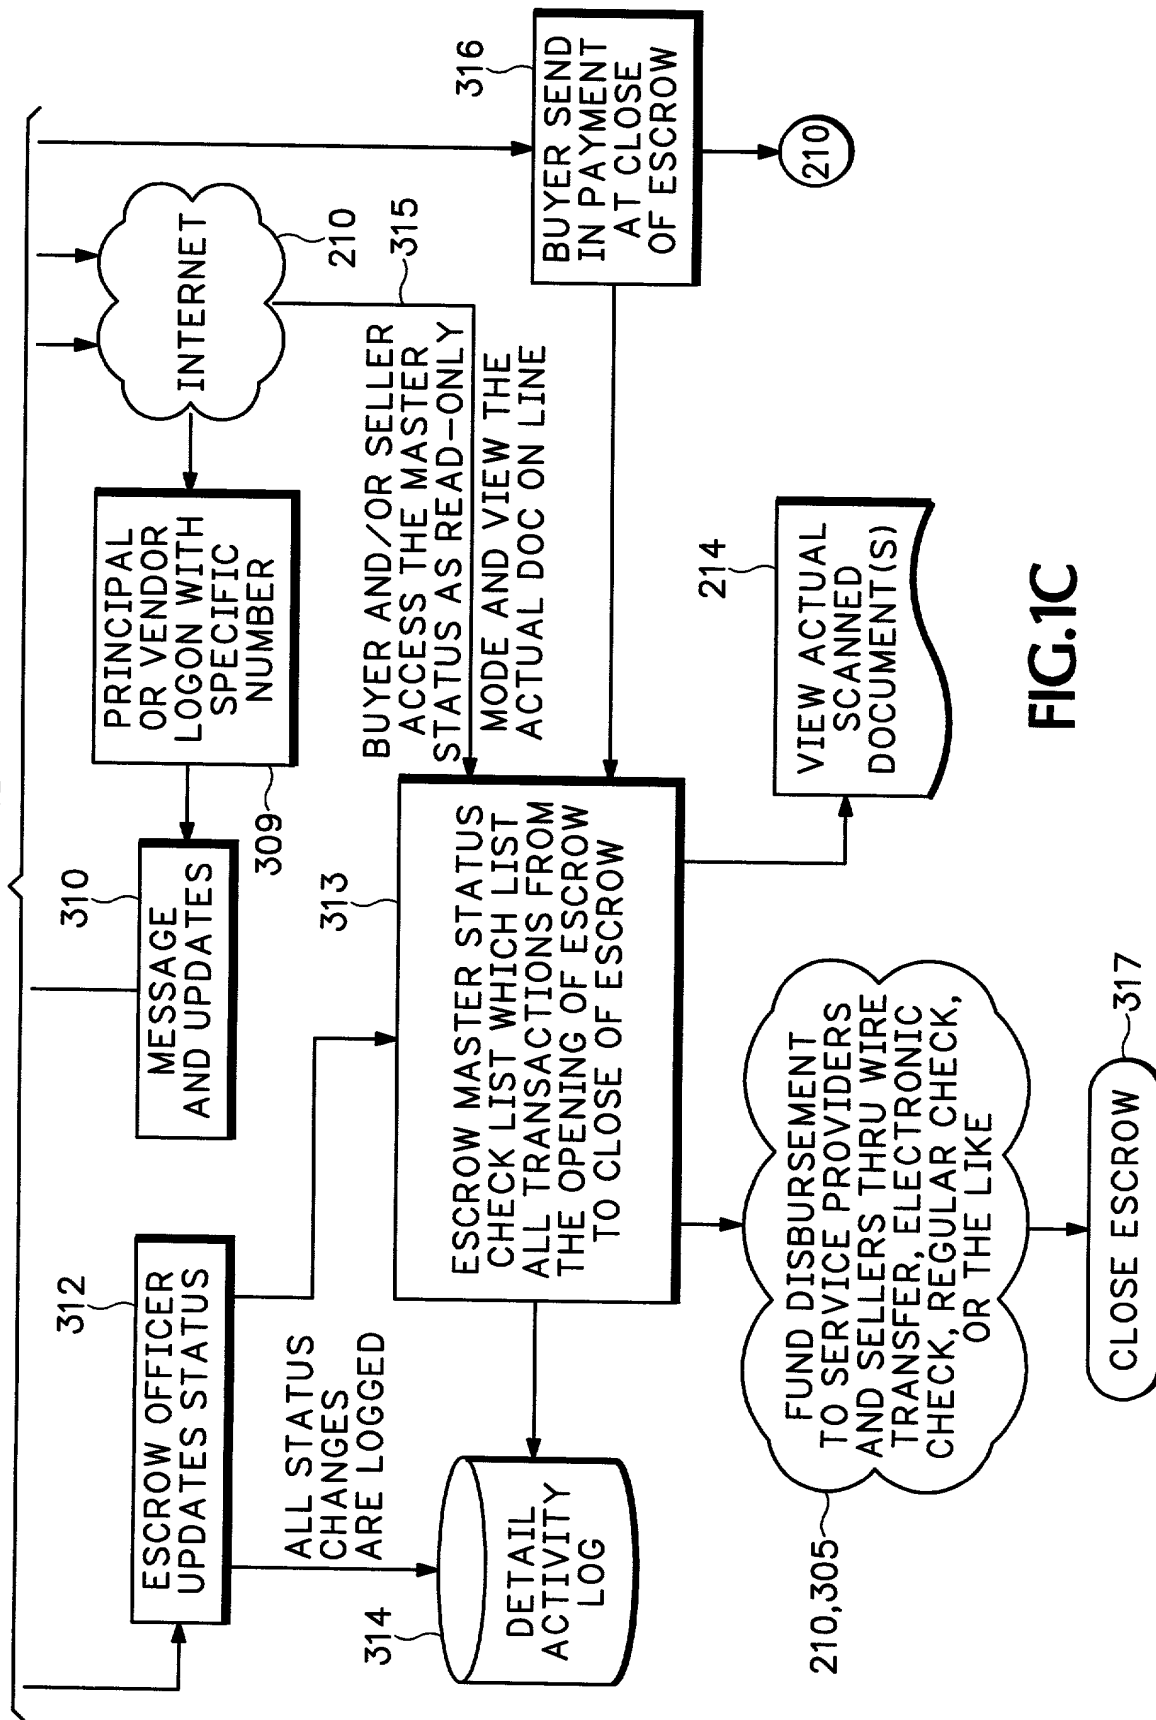 312
ESCROW OFFICER
UPDATES STATUS
310
MESSAGE
AND UPDATES
PRINCIPAL
OR VENDOR
LOGON WITH
SPECIFIC
NUMBER
309
INTERNET
210
315
316
BUYER SEND
IN PAYMENT
AT CLOSE
OF ESCROW
210
ALL STATUS
CHANGES
ARE LOGGED
314
DETAIL
ACTIVITY
LOG
313
ESCROW MASTER STATUS
CHECK LIST WHICH LIST
ALL TRANSACTIONS FROM
THE OPENING OF ESCROW
TO CLOSE OF ESCROW
BUYER AND/OR SELLER
ACCESS THE MASTER
STATUS AS READ-ONLY
MODE AND VIEW THE
ACTUAL DOC ON LINE
210,305
FUND DISBURSEMENT
TO SERVICE PROVIDERS
AND SELLERS THRU WIRE
TRANSFER, ELECTRONIC
CHECK, REGULAR CHECK,
OR THE LIKE
214
VIEW ACTUAL
SCANNED
DOCUMENT(S)
CLOSE ESCROW
317
FIG.1C